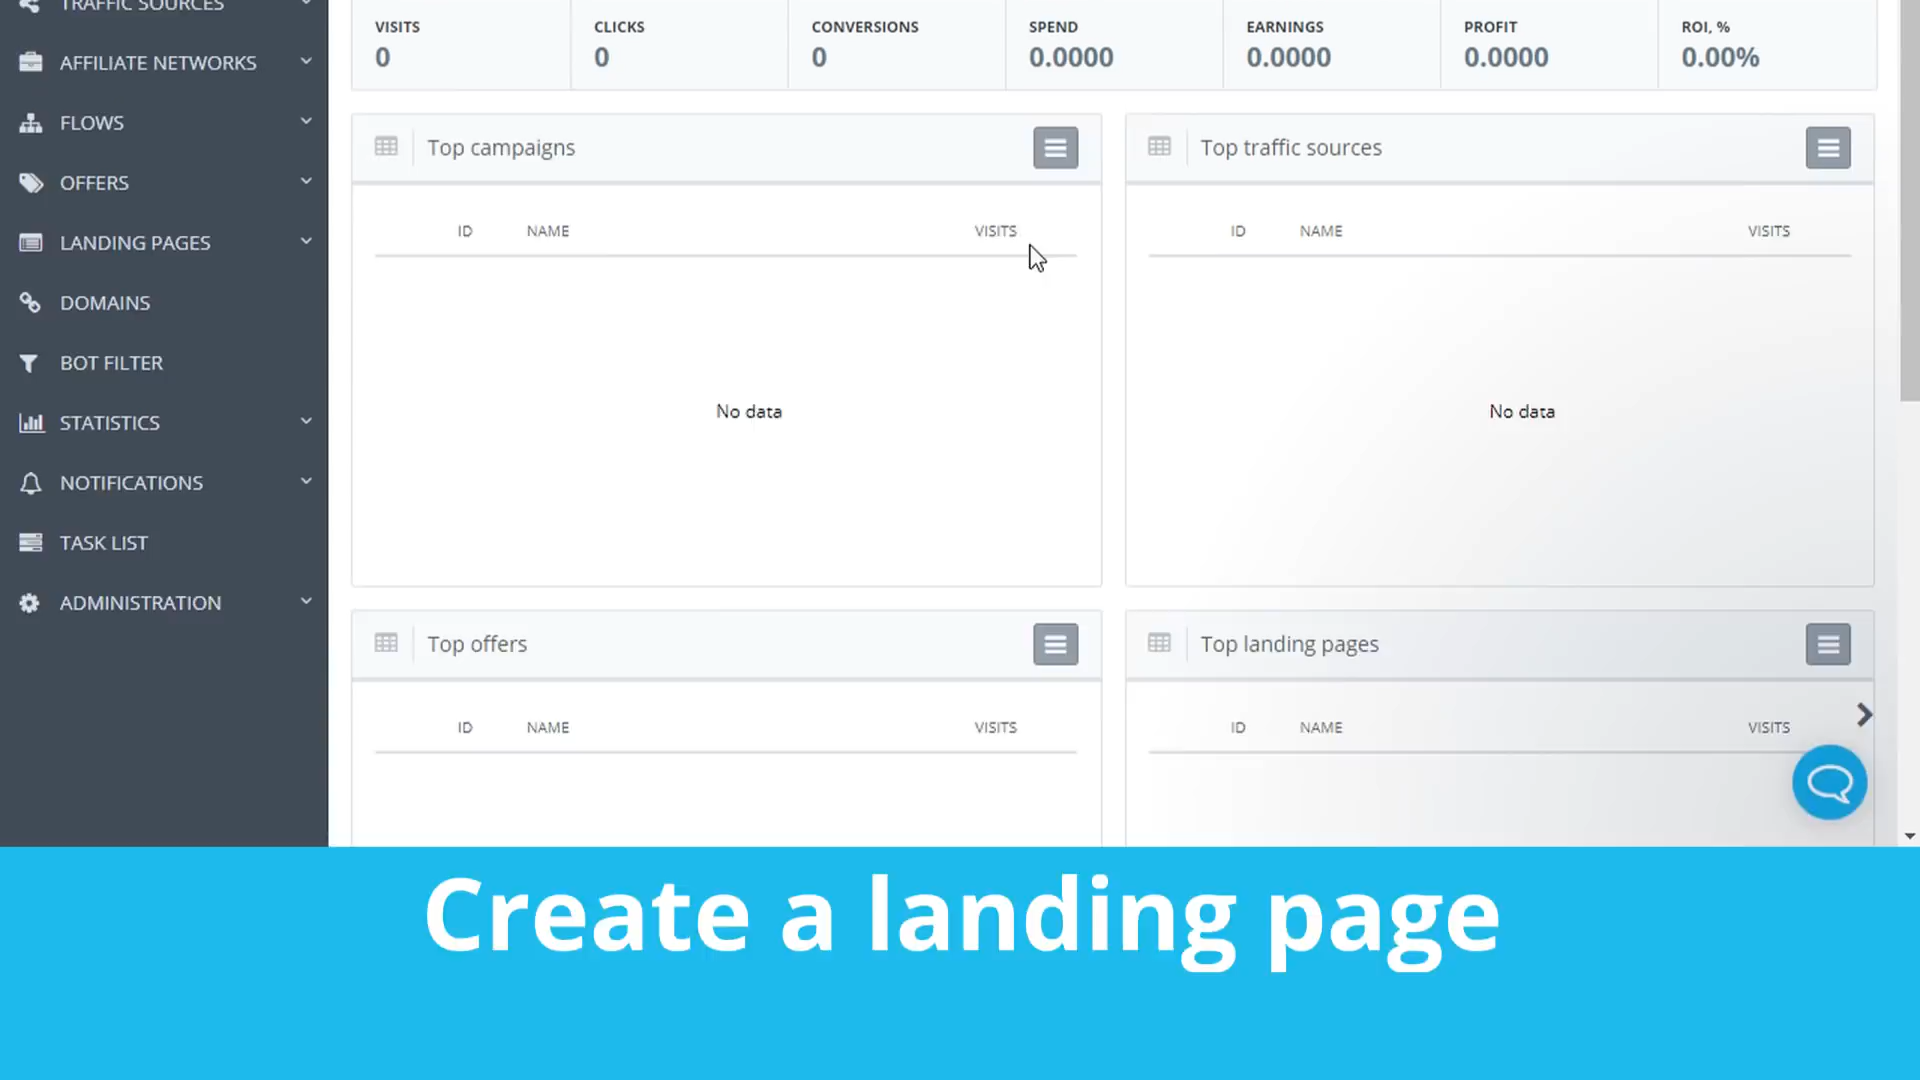 TRAFFIC SOURCES
AFFILIATE NETWORKS
FLOWS
OFFERS
LANDING PAGES
DOMAINS
BOT FILTER
STATISTICS
NOTIFICATIONS
TASK LIST
ADMINISTRATION
VISITS CLICKS CONVERSIONS SPEND EARNINGS PROFIT ROI, %
0 0 0 0.0000 0.0000 0.0000 0.00%
Top campaigns
ID NAME VISITS
No data
Top traffic sources
ID NAME VISITS
No data
Top offers
ID NAME VISITS
Top landing pages
ID NAME VISITS
Create a landing page